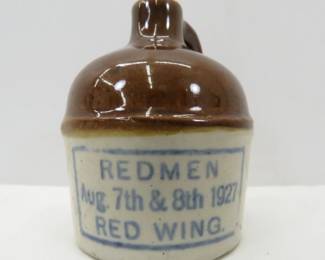 REDMEN
Aug. 7th & 8th 1927
RED WING.